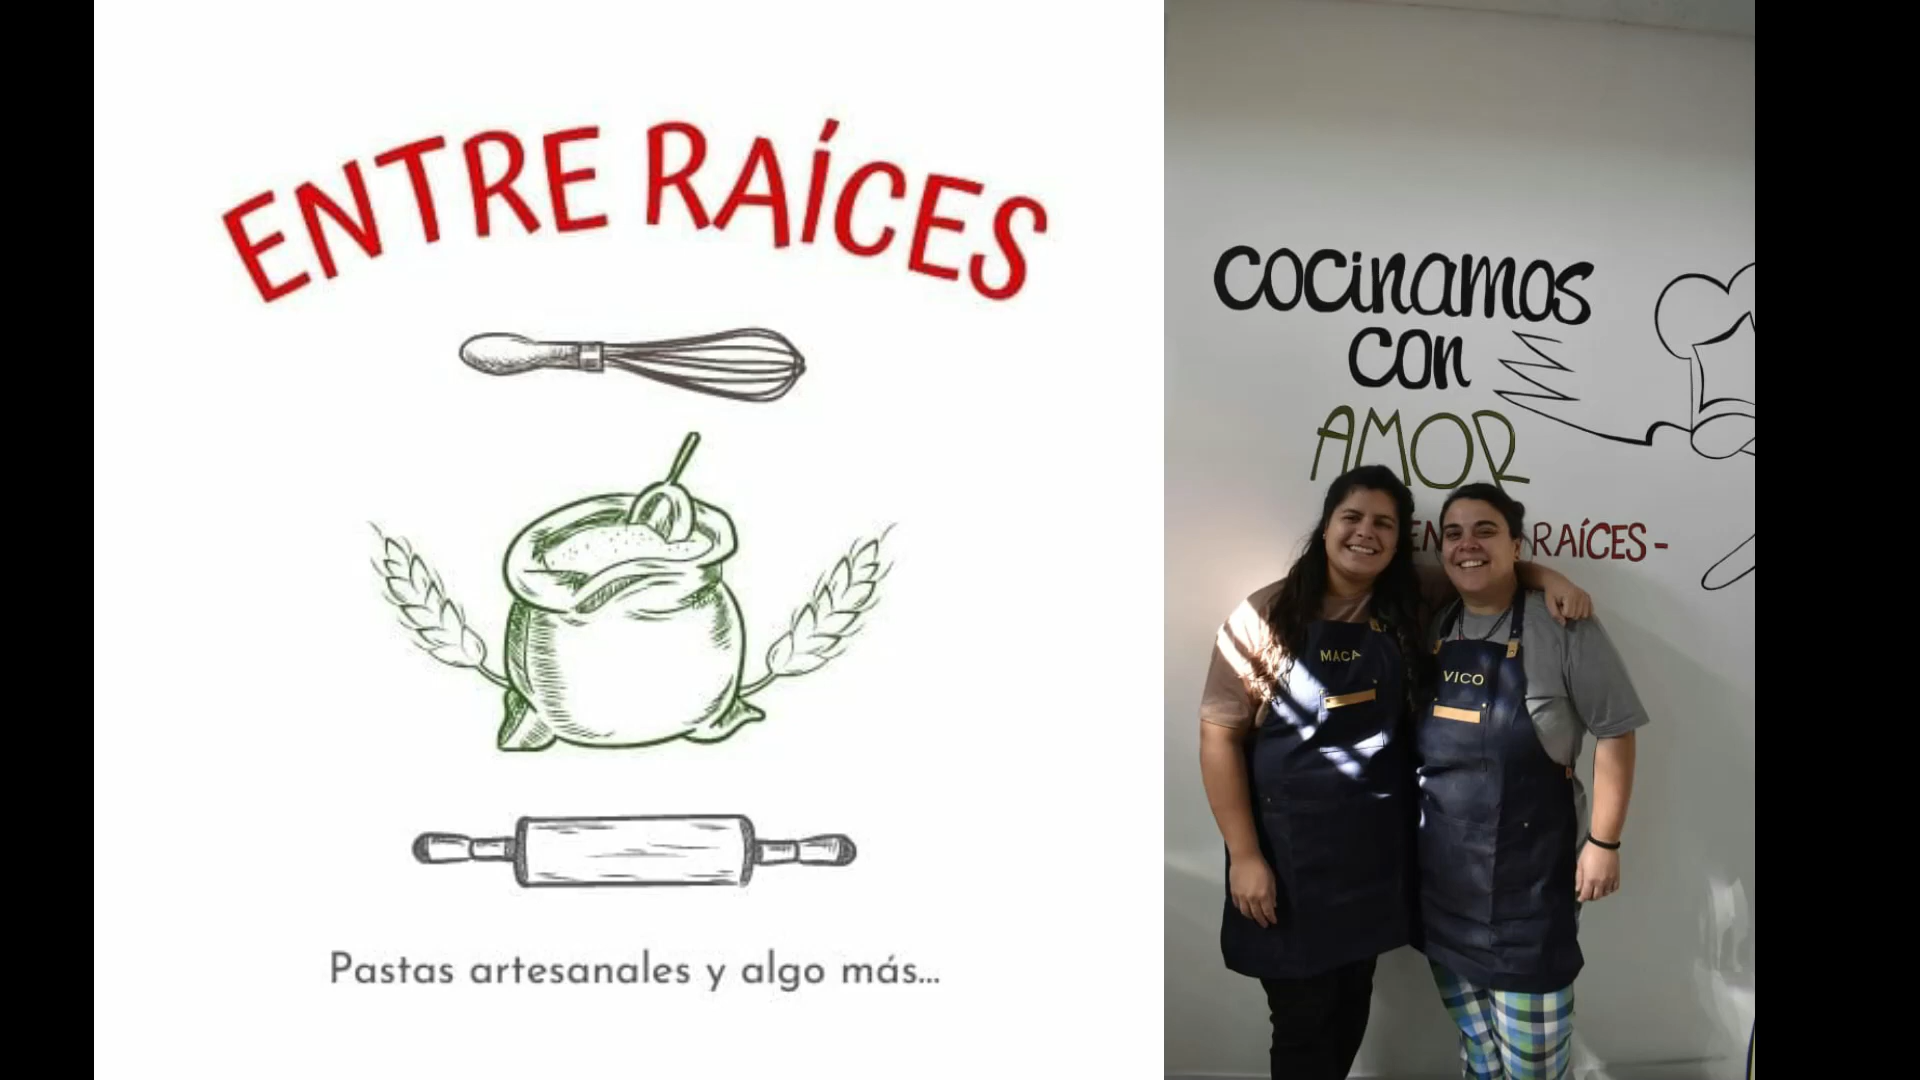 ENTRE RAÍCES
Pastas artesanales y algo más...
cocinamos
con
AMOR
RAÍCES-
MACA
VICO